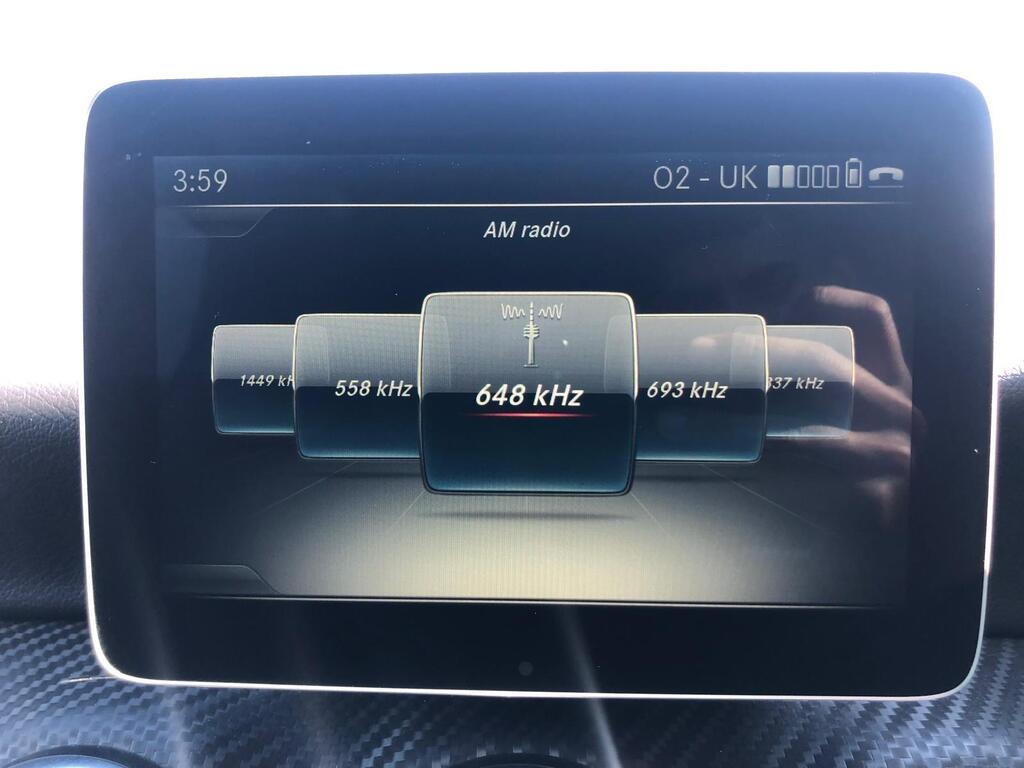 3:59 O2 - UK
AM radio
558 kHz 648 kHz 693 kHz